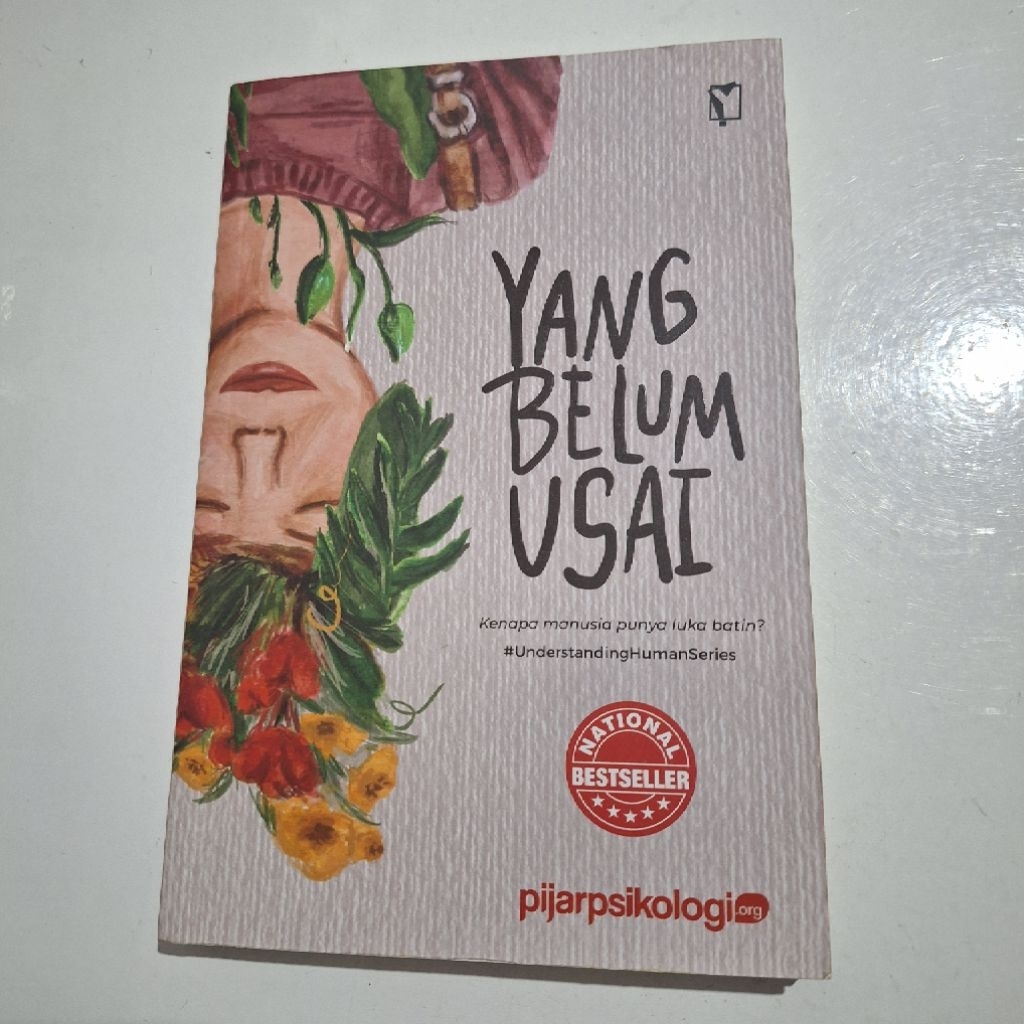 YANG
BELUM
USAI
Kenapa manusia punya luka batin?
#UnderstandingHumanSeries
NATIONAL
BESTSELLER
pijarpsikologi.org